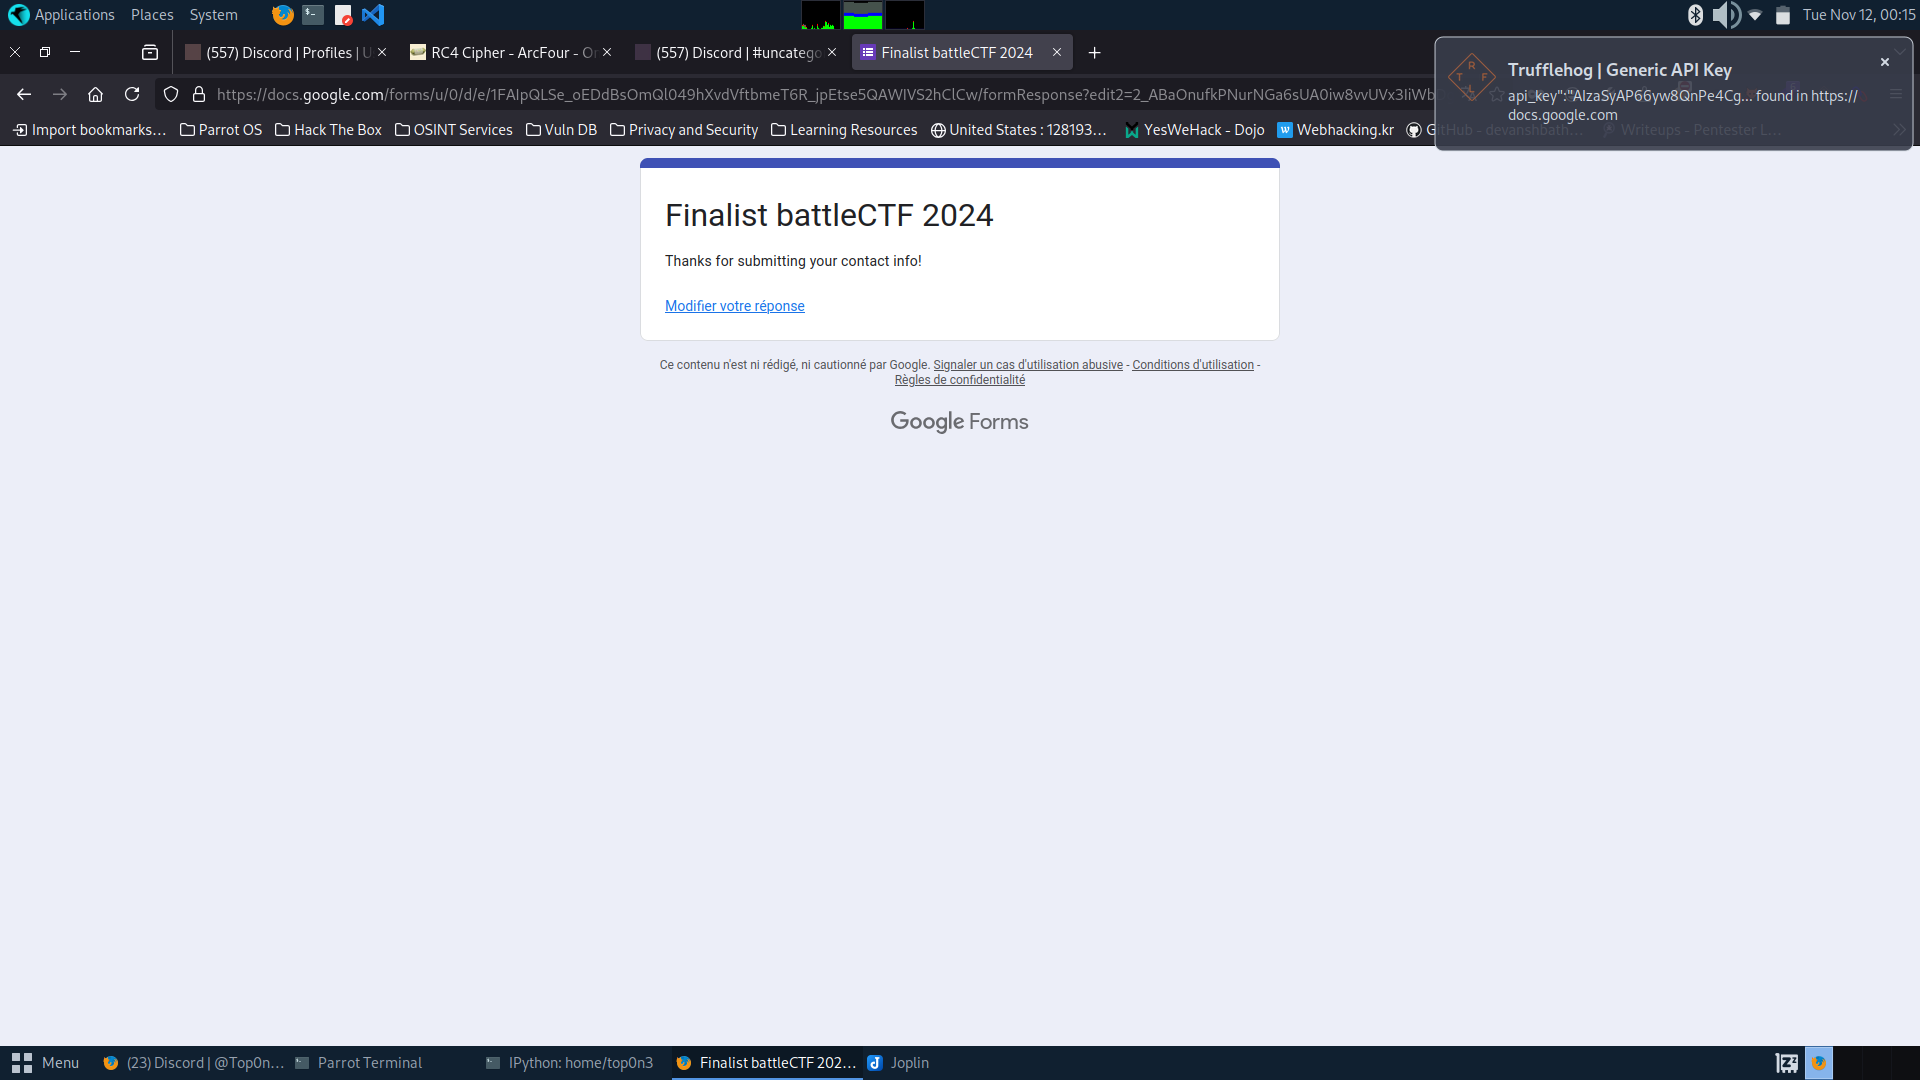 Applications Places System
Tue Nov 12, 00:15
(557) Discord | Profiles | U
RC4 Cipher - ArcFour - On
(557) Discord | #uncatego
Finalist battleCTF 2024
Trufflehog | Generic API Key
api_key":"AIzaSyAP66yw8QnPe4Cg... found in https://
docs.google.com
https://docs.google.com/forms/u/0/d/e/1FAIpQLSe_oEDdBsOmQl049hXvdVftbmeT6R_jpEtse5QAWIVS2hClCw/formResponse?edit2=2_ABaOnufkPNurNGa6sUA0iw8vvUVx3IiWb
Import bookmarks... Parrot OS Hack The Box OSINT Services Vuln DB Privacy and Security Learning Resources United States : 128193... YesWeHack - Dojo Webhacking.kr GitHub - devanshbath... Writeups - Pentester L...
Finalist battleCTF 2024
Thanks for submitting your contact info!
Modifier votre réponse
Ce contenu n'est ni rédigé, ni cautionné par Google. Signaler un cas d'utilisation abusive - Conditions d'utilisation -
Règles de confidentialité
Google Forms
Menu
(23) Discord | @Top0n...
Parrot Terminal
IPython: home/top0n3
Finalist battleCTF 202...
Joplin